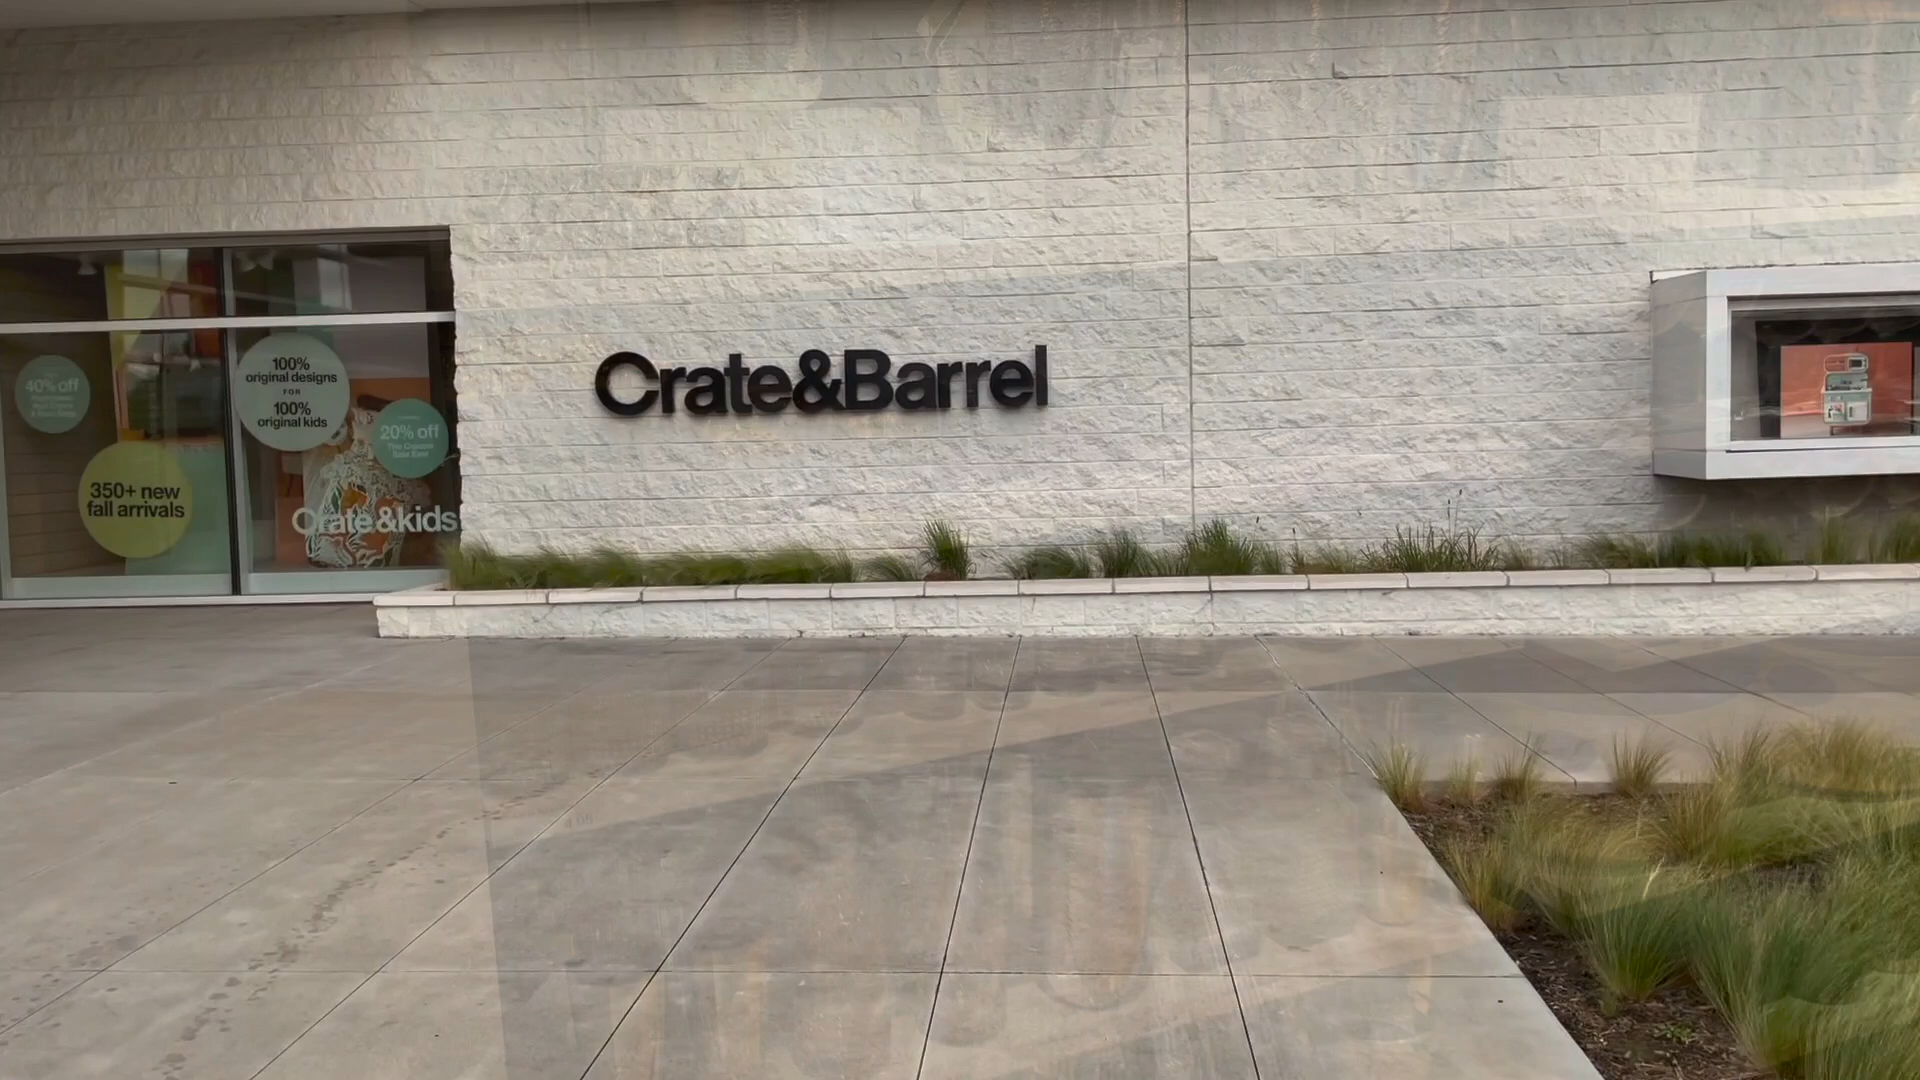 40% off
350+ new
fall arrivals
100%
original designs
FOR
100%
original kids
20% off
Crate&kids
Crate&Barrel